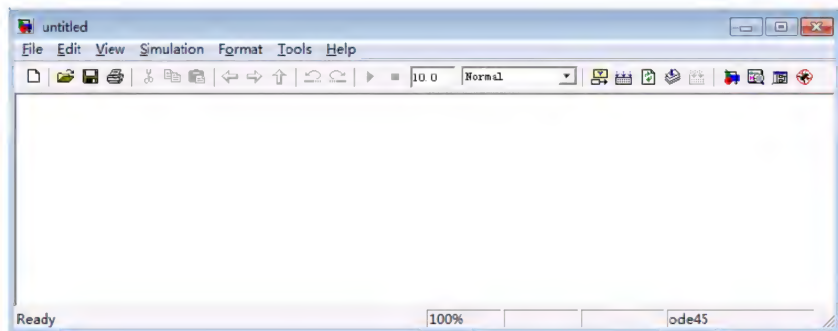 untitled
File Edit View Simulation Format Tools Help
10.0 Normal
Ready 100% ode45